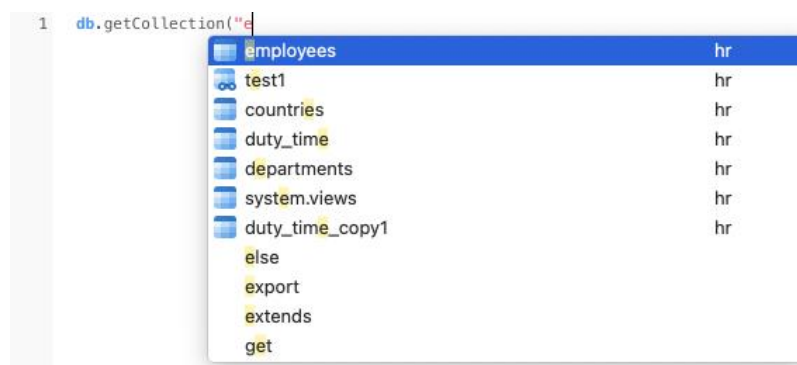 1 db.getCollection("e
employees hr
test1 hr
countries hr
duty_time hr
departments hr
system.views hr
duty_time_copy1 hr
else
export
extends
get